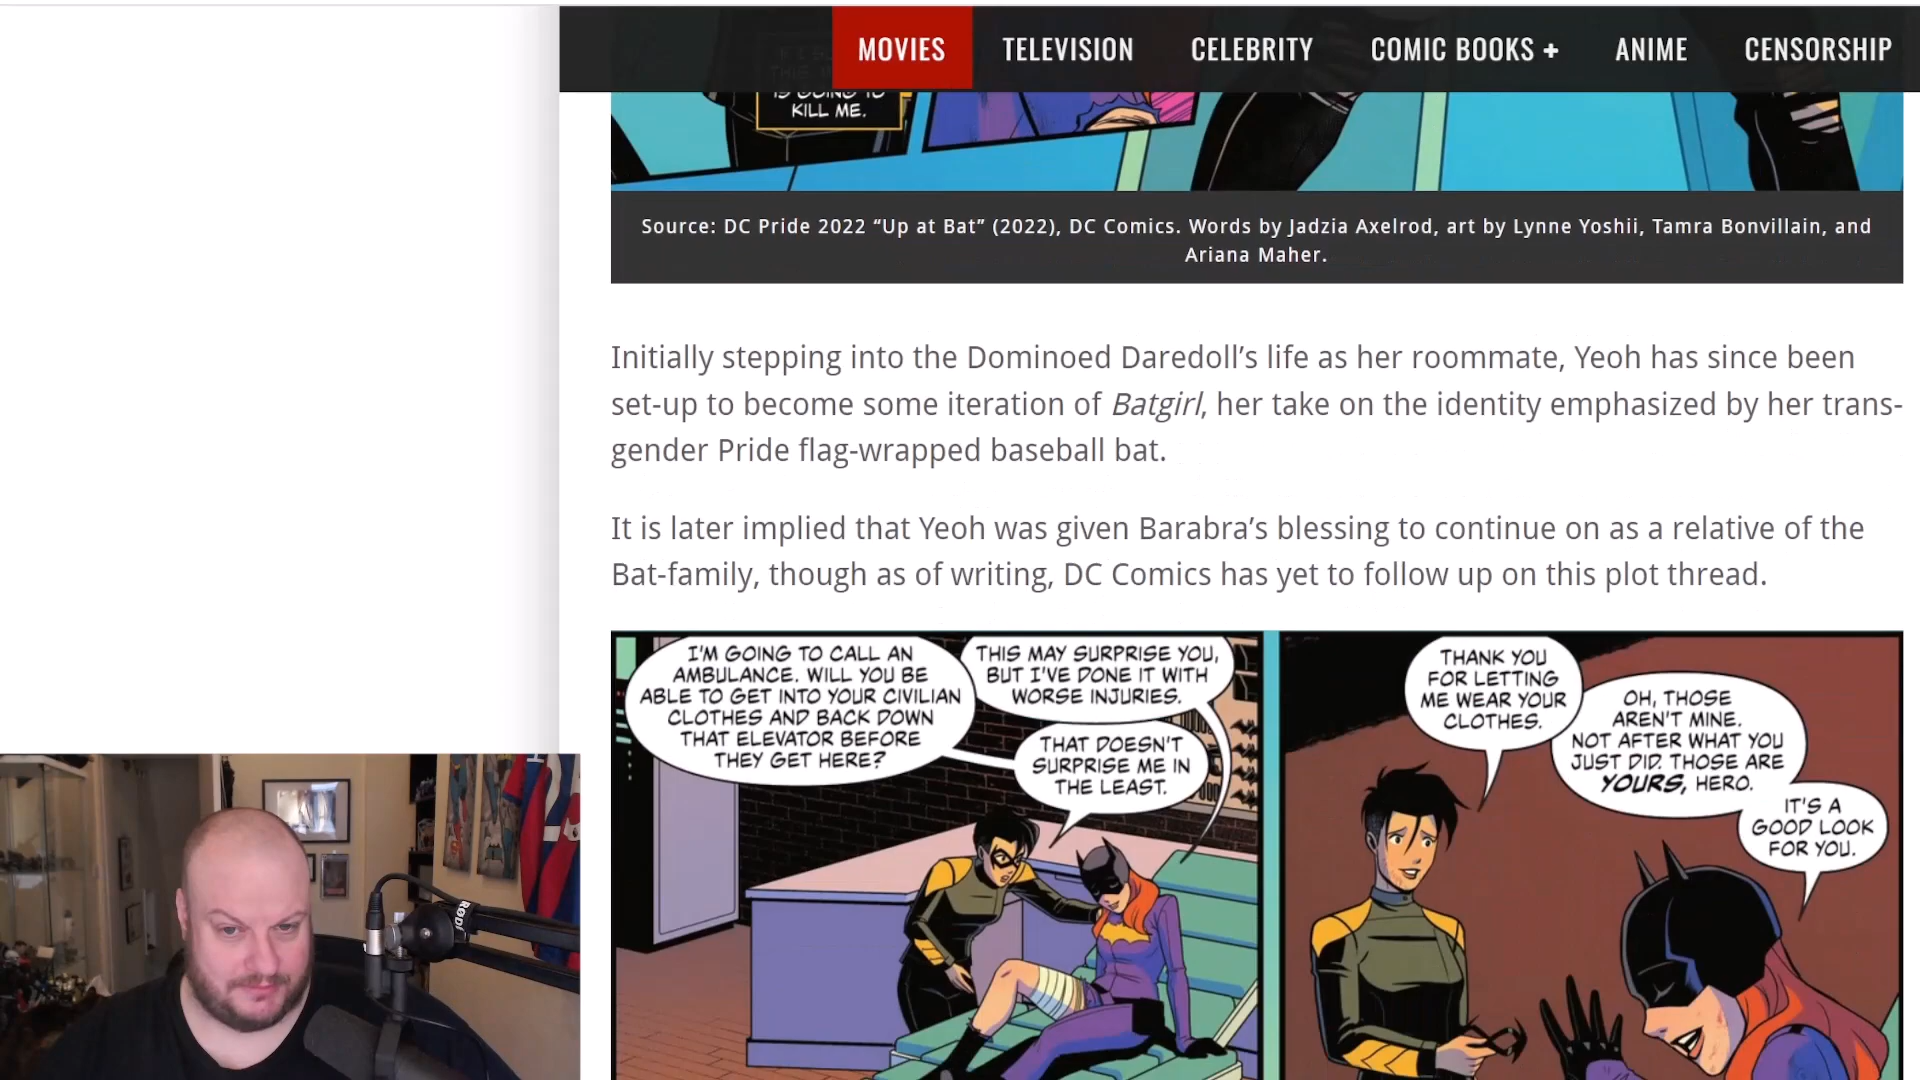 MOVIES TELEVISION CELEBRITY COMIC BOOKS + ANIME CENSORSHIP
IS GOING TO
KILL ME.
Source: DC Pride 2022 “Up at Bat” (2022), DC Comics. Words by Jadzia Axelrod, art by Lynne Yoshii, Tamra Bonvillain, and
Ariana Maher.
Initially stepping into the Dominoed Daredoll’s life as her roommate, Yeoh has since been
set-up to become some iteration of Batgirl, her take on the identity emphasized by her trans-
gender Pride flag-wrapped baseball bat.
It is later implied that Yeoh was given Barabra’s blessing to continue on as a relative of the
Bat-family, though as of writing, DC Comics has yet to follow up on this plot thread.
I'M GOING TO CALL AN
AMBULANCE. WILL YOU BE
ABLE TO GET INTO YOUR CIVILIAN
CLOTHES AND BACK DOWN
THAT ELEVATOR BEFORE
THEY GET HERE?
THIS MAY SURPRISE YOU,
BUT I'VE DONE IT WITH
WORSE INJURIES.
THAT DOESN'T
SURPRISE ME IN
THE LEAST.
THANK YOU
FOR LETTING
ME WEAR YOUR
CLOTHES.
OH, THOSE
AREN'T MINE.
NOT AFTER WHAT YOU
JUST DID. THOSE ARE
YOURS, HERO.
IT'S A
GOOD LOOK
FOR YOU.
RØDE